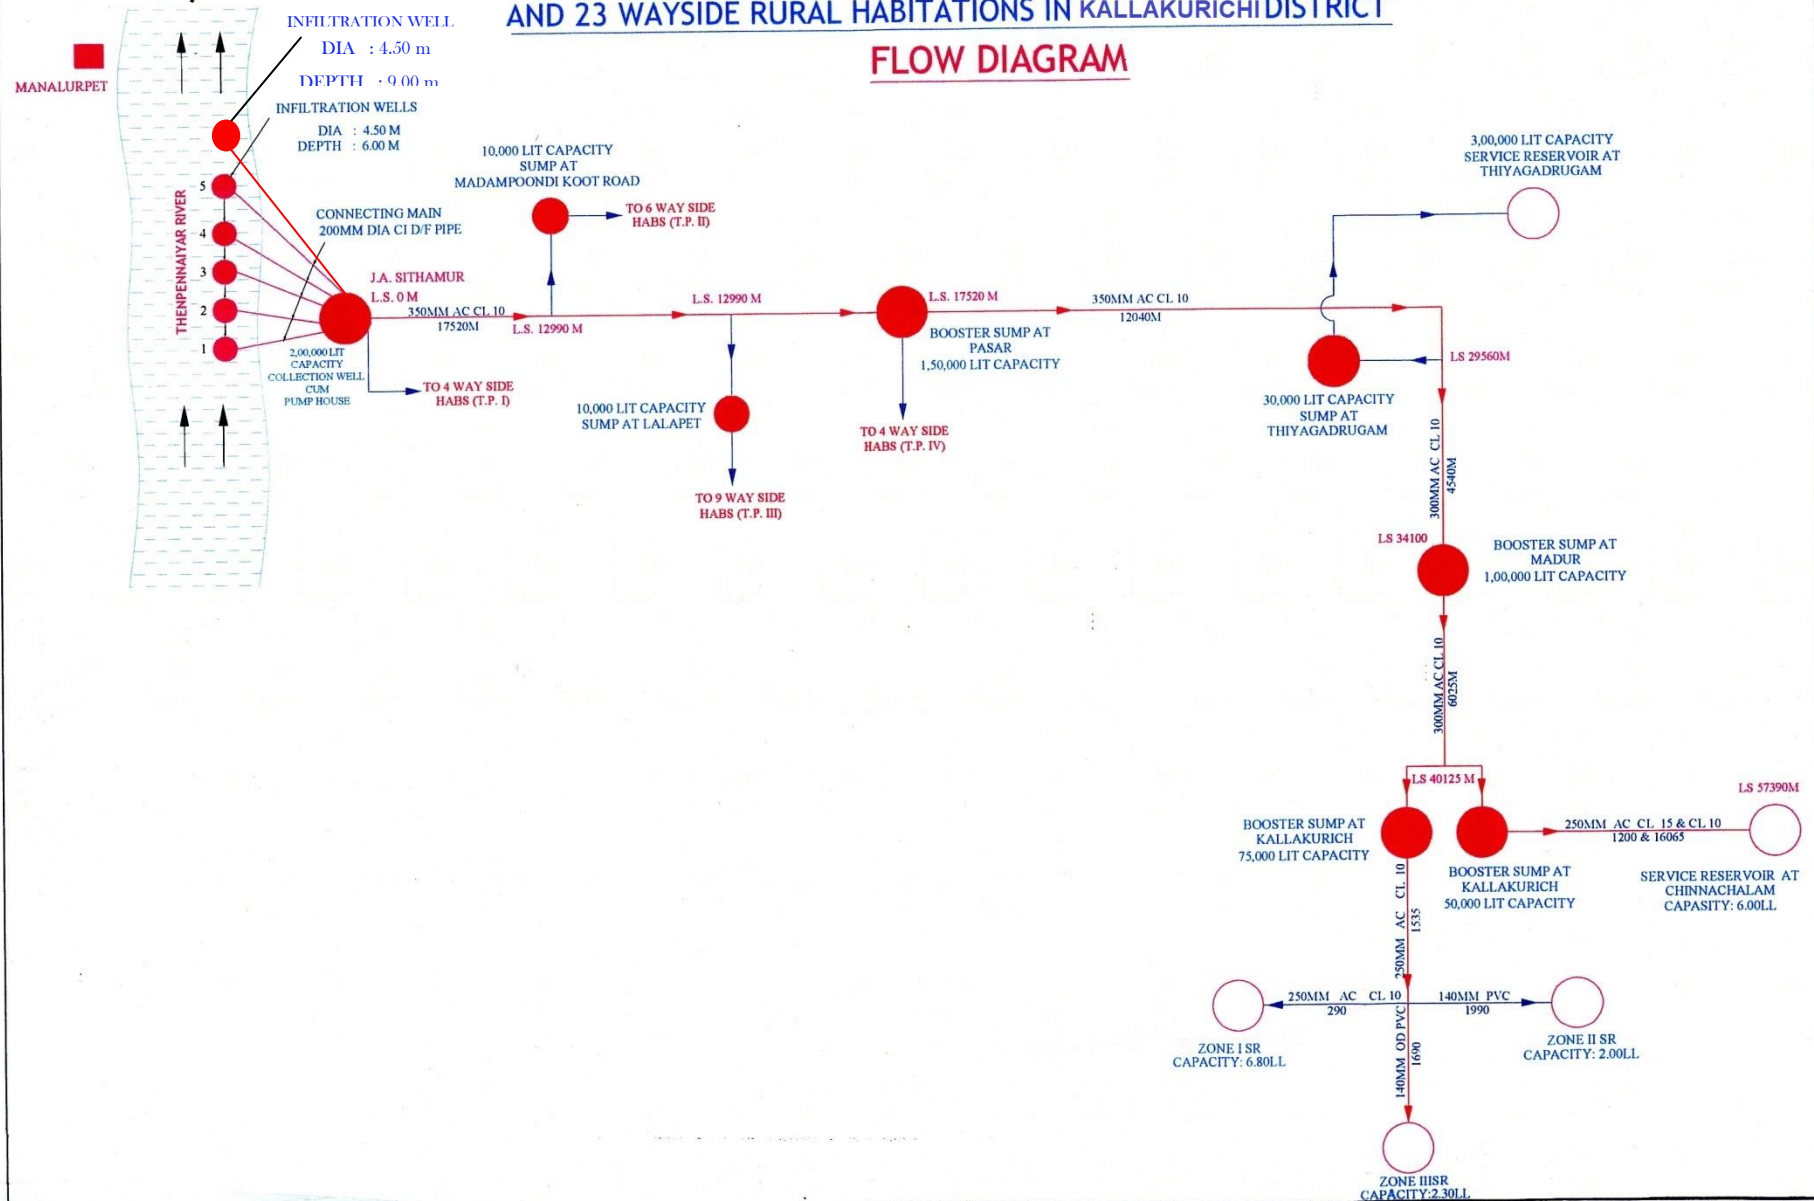 AND 23 WAYSIDE RURAL HABITATIONS IN KALLAKURICHI DISTRICT
FLOW DIAGRAM
INFILTRATION WELL
DIA : 4.50 m
DEPTH : 9.00 m
MANALURPET
INFILTRATION WELLS
DIA : 4.50 M
DEPTH : 6.00 M
THENPENNAIYAR RIVER
5
4
3
2
1
CONNECTING MAIN
200MM DIA CI D/F PIPE
J.A. SITHAMUR
L.S. 0 M
350MM AC CL 10
17520M
2,00,000 LIT
CAPACITY
COLLECTION WELL
CUM
PUMP HOUSE
TO 4 WAY SIDE
HABS (T.P. I)
10,000 LIT CAPACITY
SUMP AT
MADAMPOONDI KOOT ROAD
TO 6 WAY SIDE
HABS (T.P. II)
L.S. 12990 M
L.S. 12990 M
10,000 LIT CAPACITY
SUMP AT LALAPET
TO 9 WAY SIDE
HABS (T.P. III)
L.S. 17520 M
BOOSTER SUMP AT
PASAR
1,50,000 LIT CAPACITY
TO 4 WAY SIDE
HABS (T.P. IV)
350MM AC CL 10
12040M
3,00,000 LIT CAPACITY
SERVICE RESERVOIR AT
THIYAGADRUGAM
LS 29560M
30,000 LIT CAPACITY
SUMP AT
THIYAGADRUGAM
300MM AC CL 10
4540M
LS 34100
BOOSTER SUMP AT
MADUR
1,00,000 LIT CAPACITY
300MM AC CL 10
6025M
LS 40125 M
BOOSTER SUMP AT
KALLAKURICH
75,000 LIT CAPACITY
BOOSTER SUMP AT
KALLAKURICH
50,000 LIT CAPACITY
250MM AC CL 15 & CL 10
1200 & 16065
LS 57390M
SERVICE RESERVOIR AT
CHINNACHALAM
CAPASITY: 6.00LL
250MM AC CL 10
1535
250MM AC CL 10
290
140MM PVC
1990
ZONE I SR
CAPACITY: 6.80LL
ZONE II SR
CAPACITY: 2.00LL
140MM OD PVC
1690
ZONE IIISR
CAPACITY:2.30LL